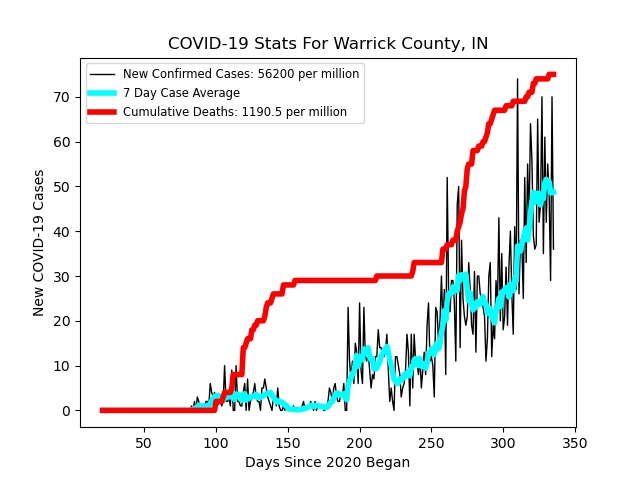 COVID-19 Stats For Warrick County, IN
New Confirmed Cases: 56200 per million
7 Day Case Average
Cumulative Deaths: 1190.5 per million
New COVID-19 Cases
70
60
50
40
30
20
10
0
50
100
150
200
250
300
350
Days Since 2020 Began